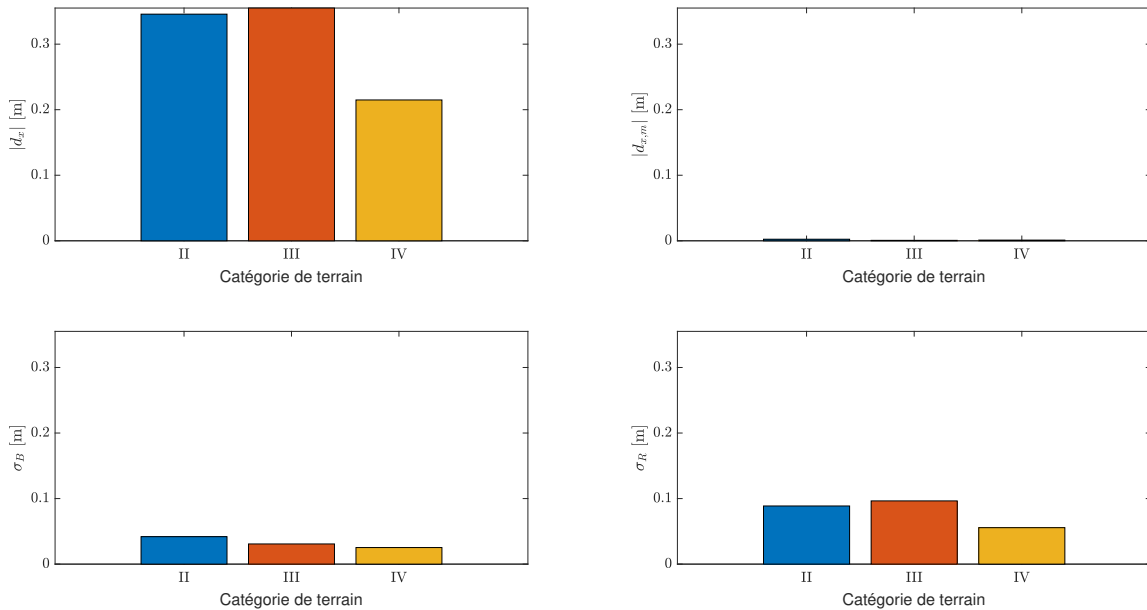 0.3
0.2
0.1
0
|d_x| [m]
II III IV
Catégorie de terrain
0.3
0.2
0.1
0
|d_{x,m}| [m]
II III IV
Catégorie de terrain
0.3
0.2
0.1
0
σ_B [m]
II III IV
Catégorie de terrain
0.3
0.2
0.1
0
σ_R [m]
II III IV
Catégorie de terrain